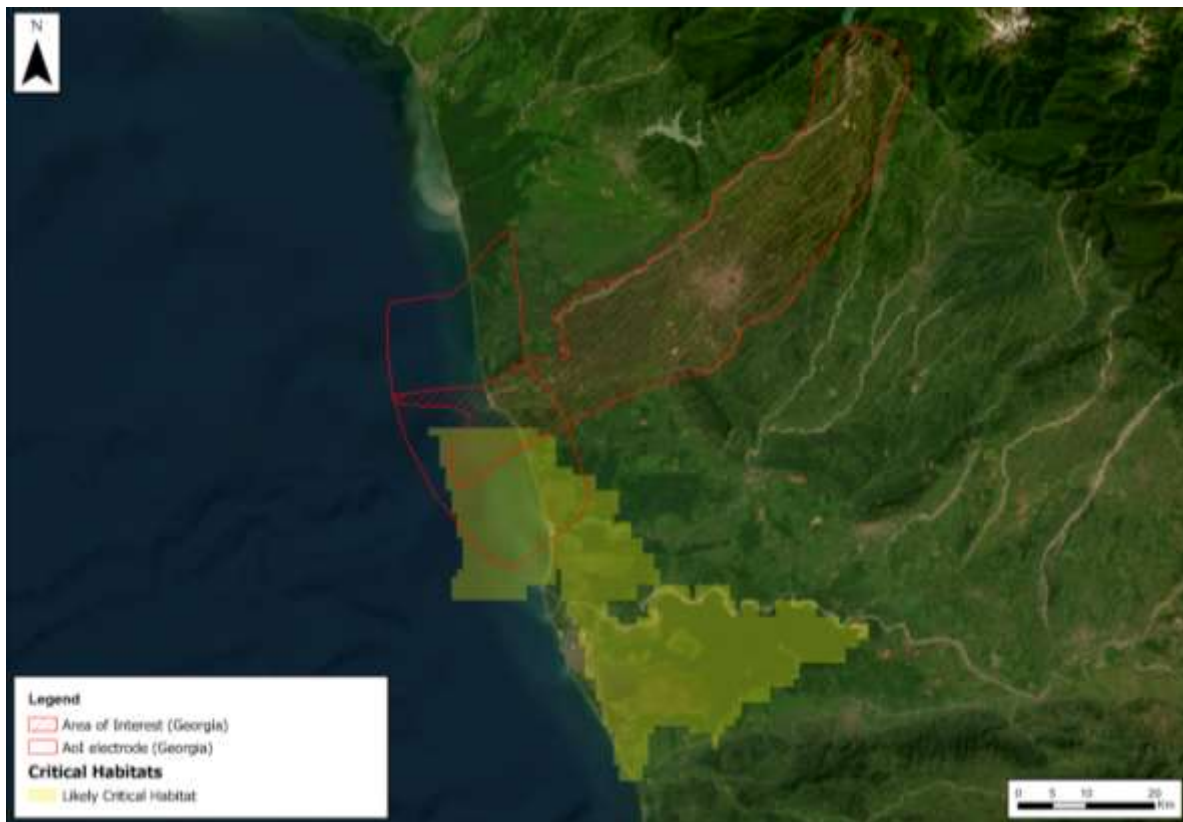 N
Legend
Area of Interest (Georgia)
AoI electrode (Georgia)
Critical Habitats
Likely Critical Habitat
0 5 10 20
Km